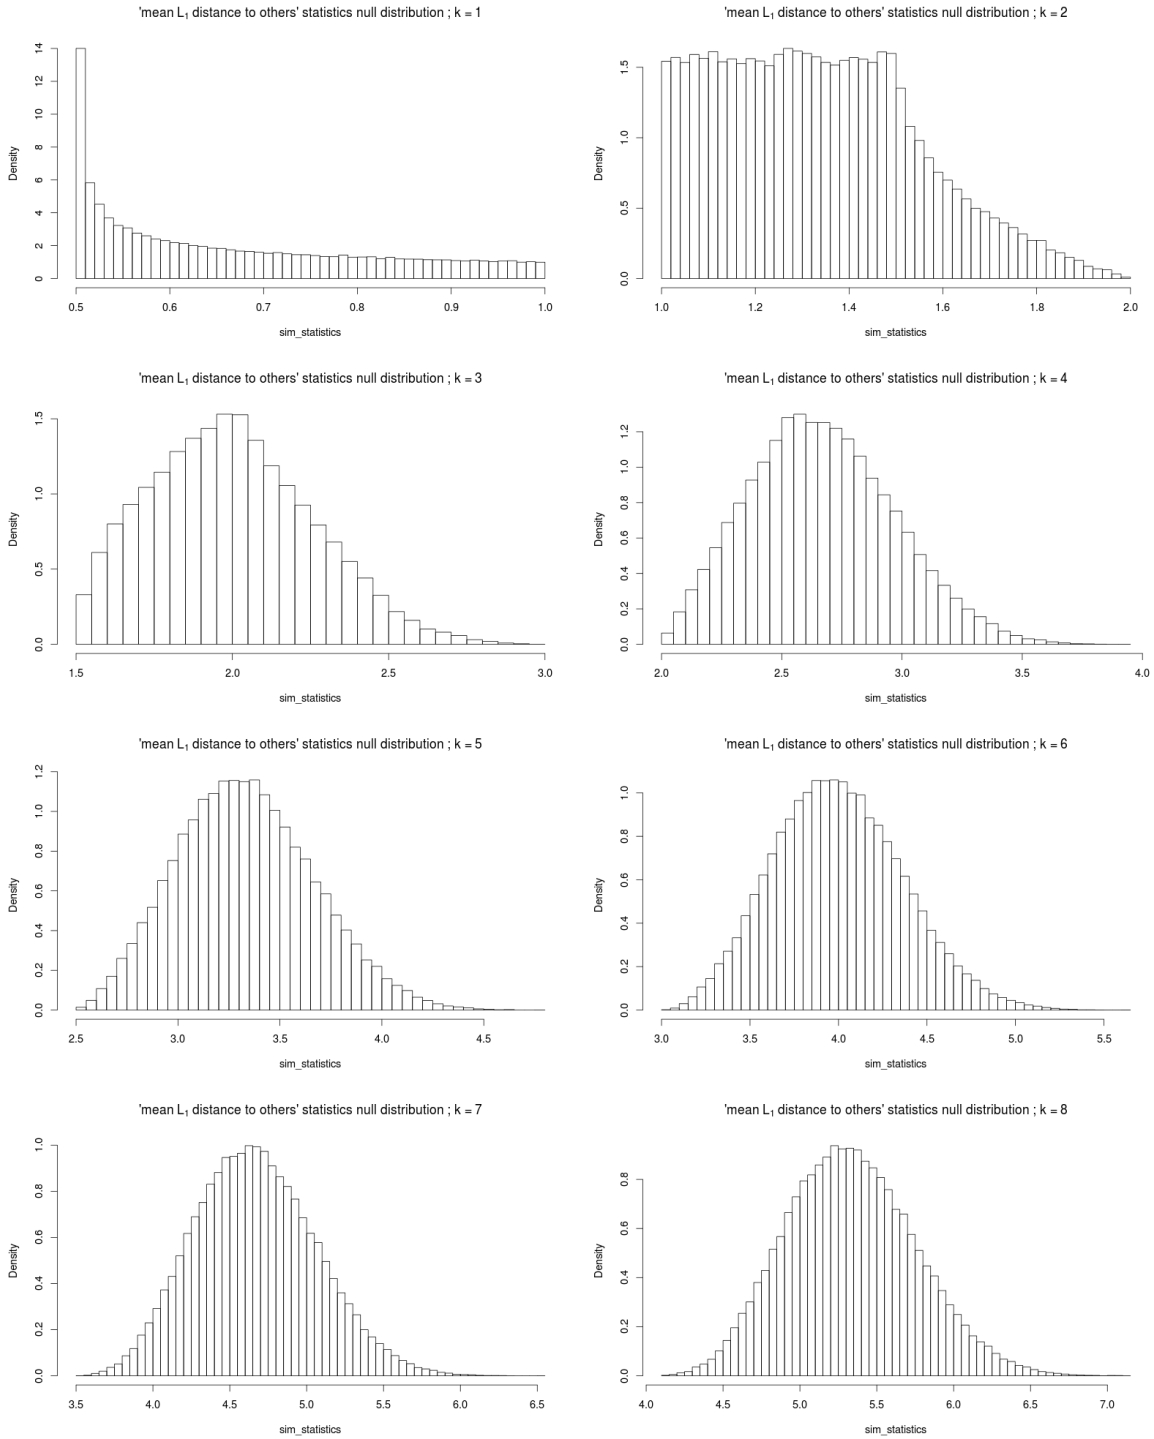 'mean L₁ distance to others' statistics null distribution ; k = 1
Density
0 2 4 6 8 10 12 14
0.5 0.6 0.7 0.8 0.9 1.0
sim_statistics
'mean L₁ distance to others' statistics null distribution ; k = 2
Density
0.0 0.5 1.0 1.5
1.0 1.2 1.4 1.6 1.8 2.0
sim_statistics
'mean L₁ distance to others' statistics null distribution ; k = 3
Density
0.0 0.5 1.0 1.5
1.5 2.0 2.5 3.0
sim_statistics
'mean L₁ distance to others' statistics null distribution ; k = 4
Density
0.0 0.2 0.4 0.6 0.8 1.0 1.2
2.0 2.5 3.0 3.5 4.0
sim_statistics
'mean L₁ distance to others' statistics null distribution ; k = 5
Density
0.0 0.2 0.4 0.6 0.8 1.0 1.2
2.5 3.0 3.5 4.0 4.5
sim_statistics
'mean L₁ distance to others' statistics null distribution ; k = 6
Density
0.0 0.2 0.4 0.6 0.8 1.0
3.0 3.5 4.0 4.5 5.0 5.5
sim_statistics
'mean L₁ distance to others' statistics null distribution ; k = 7
Density
0.0 0.2 0.4 0.6 0.8 1.0
3.5 4.0 4.5 5.0 5.5 6.0 6.5
sim_statistics
'mean L₁ distance to others' statistics null distribution ; k = 8
Density
0.0 0.2 0.4 0.6 0.8
4.0 4.5 5.0 5.5 6.0 6.5 7.0
sim_statistics